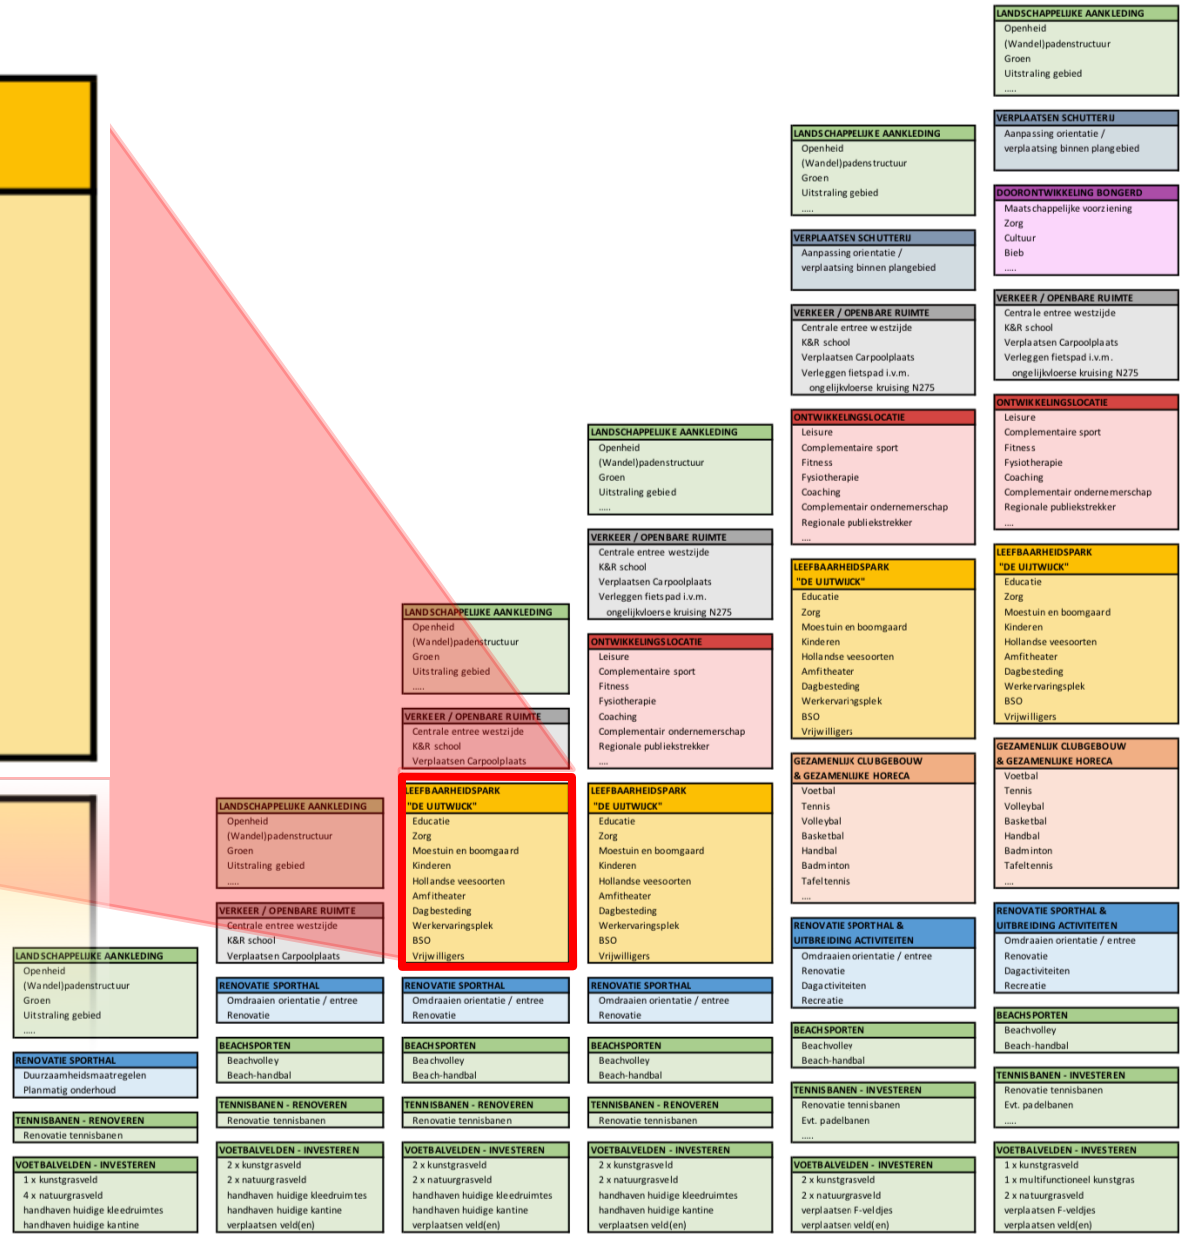 LANDSCHAPPELIJKE AANKLEDING
Openheid
(Wandel)padenstructuur
Groen
Uitstraling gebied
.....
RENOVATIE SPORTHAL
Duurzaamheidsmaatregelen
Planmatig onderhoud
TENNISBANEN - RENOVEREN
Renovatie tennisbanen
VOETBALVELDEN - INVESTEREN
1 x kunstgrasveld
4 x natuurgrasveld
handhaven huidige kleedruimtes
handhaven huidige kantine
LANDSCHAPPELIJKE AANKLEDING
Openheid
(Wandel)padenstructuur
Groen
Uitstraling gebied
.....
VERKEER / OPENBARE RUIMTE
Centrale entree westzijde
K&R school
Verplaatsen Carpoolplaats
RENOVATIE SPORTHAL
Omdraaien orientatie / entree
Renovatie
BEACHSPORTEN
Beachvolley
Beach-handbal
TENNISBANEN - RENOVEREN
Renovatie tennisbanen
VOETBALVELDEN - INVESTEREN
2 x kunstgrasveld
2 x natuurgrasveld
handhaven huidige kleedruimtes
handhaven huidige kantine
verplaatsen veld(en)
LANDSCHAPPELIJKE AANKLEDING
Openheid
(Wandel)padenstructuur
Groen
Uitstraling gebied
.....
VERKEER / OPENBARE RUIMTE
Centrale entree westzijde
K&R school
Verplaatsen Carpoolplaats
LEEFBAARHEIDSPARK
"DE UIJTWIJCK"
Educatie
Zorg
Moestuin en boomgaard
Kinderen
Hollandse veesoorten
Amfitheater
Dagbesteding
Werkervaringsplek
BSO
Vrijwilligers
RENOVATIE SPORTHAL
Omdraaien orientatie / entree
Renovatie
BEACHSPORTEN
Beachvolley
Beach-handbal
TENNISBANEN - RENOVEREN
Renovatie tennisbanen
VOETBALVELDEN - INVESTEREN
2 x kunstgrasveld
2 x natuurgrasveld
handhaven huidige kleedruimtes
handhaven huidige kantine
verplaatsen veld(en)
LANDSCHAPPELIJKE AANKLEDING
Openheid
(Wandel)padenstructuur
Groen
Uitstraling gebied
.....
VERKEER / OPENBARE RUIMTE
Centrale entree westzijde
K&R school
Verplaatsen Carpoolplaats
Verleggen fietspad i.v.m.
ongelijkvloerse kruising N275
ONTWIKKELINGSLOCATIE
Leisure
Complementaire sport
Fitness
Fysiotherapie
Coaching
Complementair ondernemerschap
Regionale publiekstrekker
....
LEEFBAARHEIDSPARK
"DE UIJTWIJCK"
Educatie
Zorg
Moestuin en boomgaard
Kinderen
Hollandse veesoorten
Amfitheater
Dagbesteding
Werkervaringsplek
BSO
Vrijwilligers
RENOVATIE SPORTHAL
Omdraaien orientatie / entree
Renovatie
BEACHSPORTEN
Beachvolley
Beach-handbal
TENNISBANEN - RENOVEREN
Renovatie tennisbanen
VOETBALVELDEN - INVESTEREN
2 x kunstgrasveld
2 x natuurgrasveld
handhaven huidige kleedruimtes
handhaven huidige kantine
verplaatsen veld(en)
LANDSCHAPPELIJKE AANKLEDING
Openheid
(Wandel)padenstructuur
Groen
Uitstraling gebied
.....
VERPLAATSEN SCHUTTERIJ
Aanpassing orientatie /
verplaatsing binnen plangebied
VERKEER / OPENBARE RUIMTE
Centrale entree westzijde
K&R school
Verplaatsen Carpoolplaats
Verleggen fietspad i.v.m.
ongelijkvloerse kruising N275
ONTWIKKELINGSLOCATIE
Leisure
Complementaire sport
Fitness
Fysiotherapie
Coaching
Complementair ondernemerschap
Regionale publiekstrekker
....
LEEFBAARHEIDSPARK
"DE UIJTWIJCK"
Educatie
Zorg
Moestuin en boomgaard
Kinderen
Hollandse veesoorten
Amfitheater
Dagbesteding
Werkervaringsplek
BSO
Vrijwilligers
GEZAMENLIJK CLUBGEBOUW
& GEZAMENLIJKE HORECA
Voetbal
Tennis
Volleybal
Basketbal
Handbal
Badminton
Tafeltennis
....
RENOVATIE SPORTHAL &
UITBREIDING ACTIVITEITEN
Omdraaien orientatie / entree
Renovatie
Dagactiviteiten
Recreatie
BEACHSPORTEN
Beachvolley
Beach-handbal
TENNISBANEN - INVESTEREN
Renovatie tennisbanen
Evt. padelbanen
.....
VOETBALVELDEN - INVESTEREN
2 x kunstgrasveld
2 x natuurgrasveld
verplaatsen F-veldjes
verplaatsen veld(en)
LANDSCHAPPELIJKE AANKLEDING
Openheid
(Wandel)padenstructuur
Groen
Uitstraling gebied
.....
VERPLAATSEN SCHUTTERIJ
Aanpassing orientatie /
verplaatsing binnen plangebied
DOORONTWIKKELING BONGERD
Maatschappelijke voorziening
Zorg
Cultuur
Bieb
.....
VERKEER / OPENBARE RUIMTE
Centrale entree westzijde
K&R school
Verplaatsen Carpoolplaats
Verleggen fietspad i.v.m.
ongelijkvloerse kruising N275
ONTWIKKELINGSLOCATIE
Leisure
Complementaire sport
Fitness
Fysiotherapie
Coaching
Complementair ondernemerschap
Regionale publiekstrekker
....
LEEFBAARHEIDSPARK
"DE UIJTWIJCK"
Educatie
Zorg
Moestuin en boomgaard
Kinderen
Hollandse veesoorten
Amfitheater
Dagbesteding
Werkervaringsplek
BSO
Vrijwilligers
GEZAMENLIJK CLUBGEBOUW
& GEZAMENLIJKE HORECA
Voetbal
Tennis
Volleybal
Basketbal
Handbal
Badminton
Tafeltennis
....
RENOVATIE SPORTHAL &
UITBREIDING ACTIVITEITEN
Omdraaien orientatie / entree
Renovatie
Dagactiviteiten
Recreatie
BEACHSPORTEN
Beachvolley
Beach-handbal
TENNISBANEN - INVESTEREN
Renovatie tennisbanen
Evt. padelbanen
.....
VOETBALVELDEN - INVESTEREN
1 x kunstgrasveld
1 x multifunctioneel kunstgras
2 x natuurgrasveld
verplaatsen F-veldjes
verplaatsen veld(en)